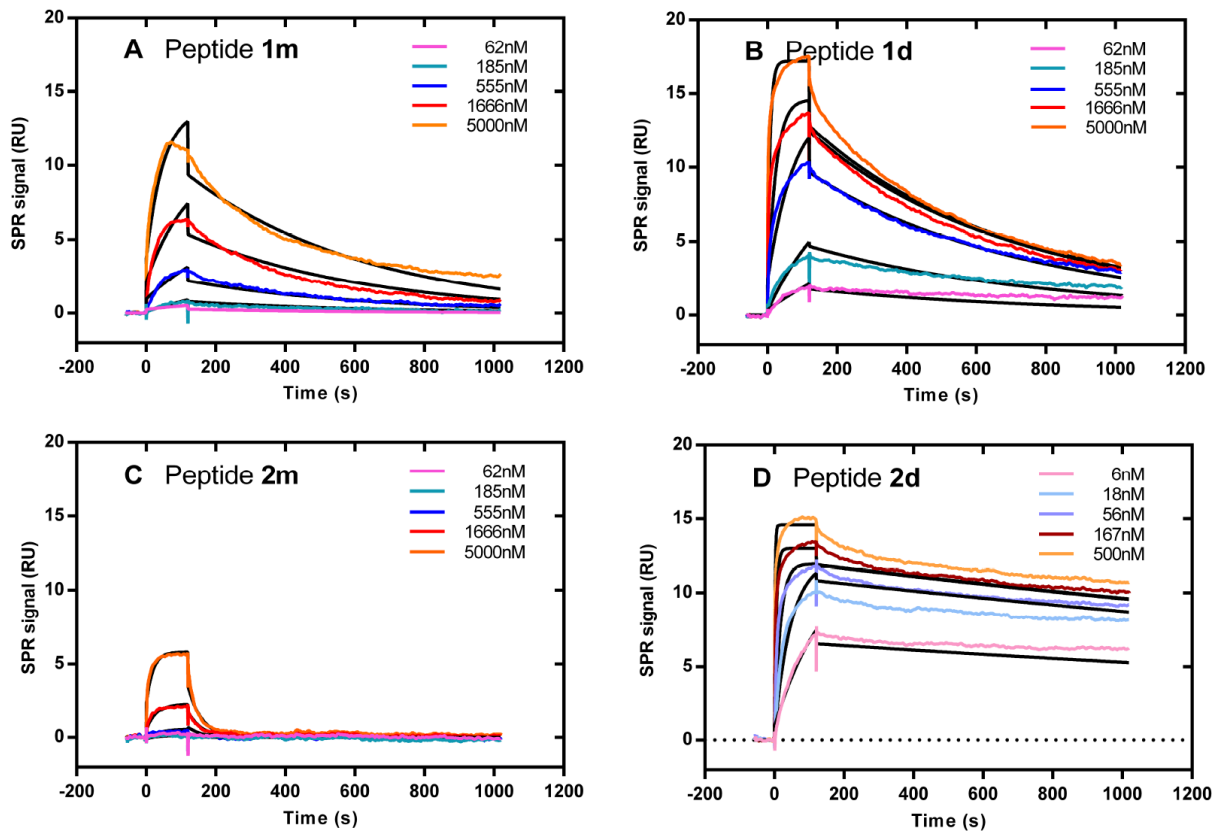 A Peptide 1m
62nM
185nM
555nM
1666nM
5000nM
SPR signal (RU)
20
15
10
5
0
-200 0 200 400 600 800 1000 1200
Time (s)
B Peptide 1d
62nM
185nM
555nM
1666nM
5000nM
SPR signal (RU)
20
15
10
5
0
-200 0 200 400 600 800 1000 1200
Time (s)
C Peptide 2m
62nM
185nM
555nM
1666nM
5000nM
SPR signal (RU)
20
15
10
5
0
-200 0 200 400 600 800 1000 1200
Time (s)
D Peptide 2d
6nM
18nM
56nM
167nM
500nM
SPR signal (RU)
20
15
10
5
0
-200 0 200 400 600 800 1000 1200
Time (s)